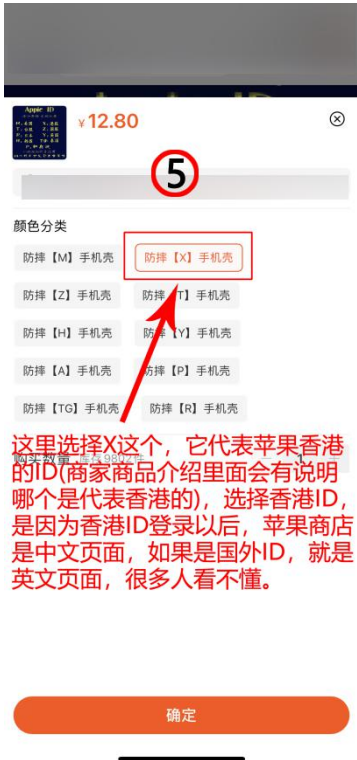 Apple ID
¥12.80
⑤
颜色分类
防摔【M】手机壳
防摔【X】手机壳
防摔【Z】手机壳
防摔【T】手机壳
防摔【H】手机壳
防摔【Y】手机壳
防摔【A】手机壳
防摔【P】手机壳
防摔【TG】手机壳
防摔【R】手机壳
这里选择X这个，它代表苹果香港
购买数量
1
的ID(商家商品介绍里面会有说明
哪个是代表香港的)，选择香港ID，
是因为香港ID登录以后，苹果商店
是中文页面，如果是国外ID，就是
英文页面，很多人看不懂。
确定